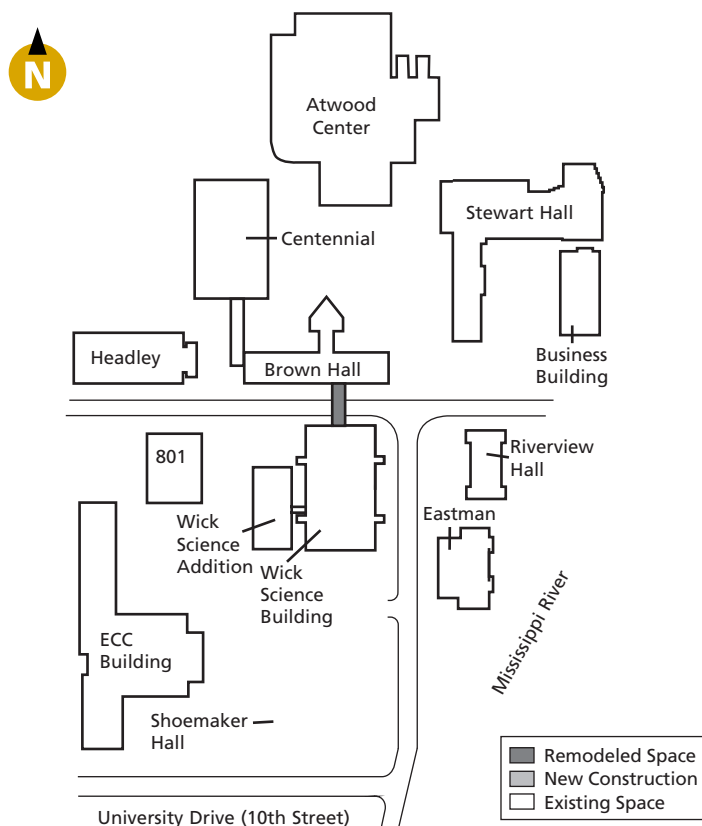 N
Atwood
Center
Stewart Hall
Centennial
Business
Building
Headley
Brown Hall
801
Riverview
Hall
Wick
Science
Addition
Eastman
Wick
Science
Building
Mississippi River
ECC
Building
Shoemaker
Hall
Remodeled Space
New Construction
Existing Space
University Drive (10th Street)